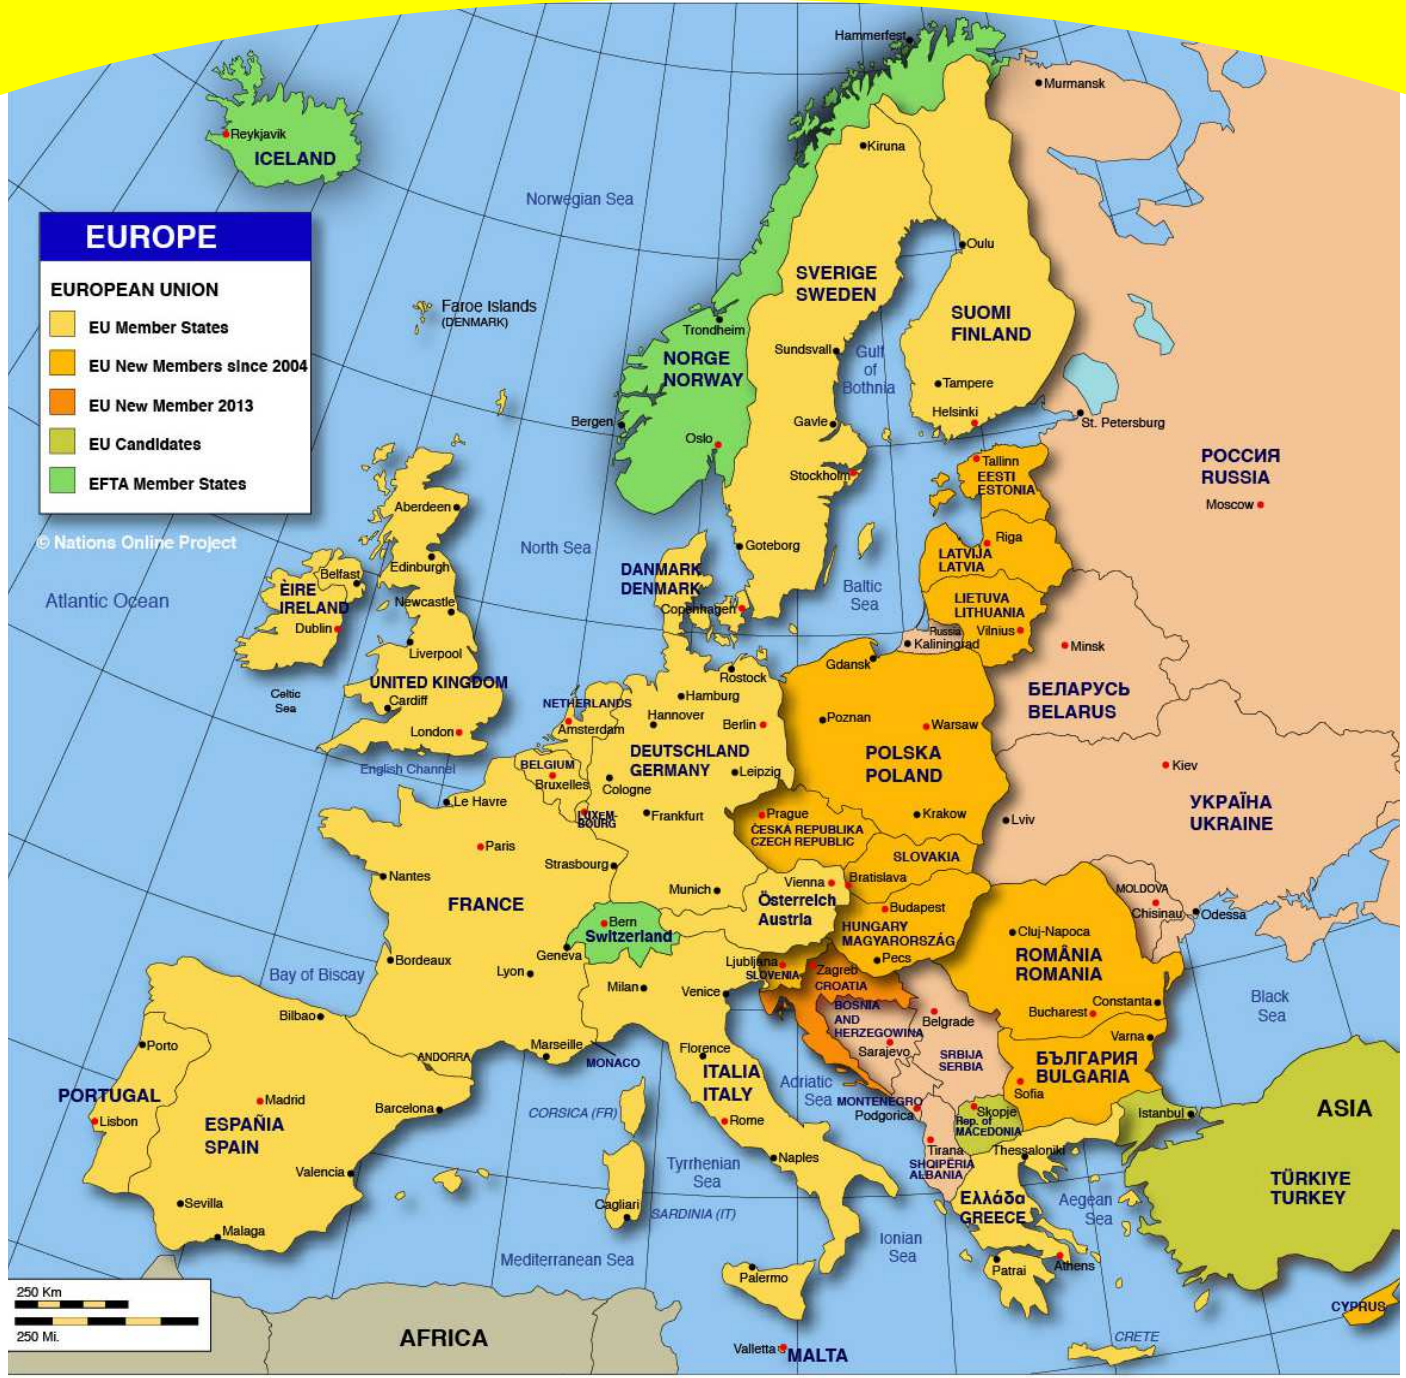 Hammerfest
Murmansk
Reykjavik
ICELAND
Kiruna
Norwegian Sea
EUROPE
EUROPEAN UNION
EU Member States
EU New Members since 2004
EU New Member 2013
EU Candidates
EFTA Member States
© Nations Online Project
Oulu
SVERIGE
SWEDEN
Faroe Islands
(DENMARK)
SUOMI
FINLAND
Trondheim
NORGE
NORWAY
Sundsvall
Gulf
of
Bothnia
Tampere
Helsinki
Bergen
Gavle
St. Petersburg
Oslo
Stockholm
Tallinn
EESTI
ESTONIA
РОССИЯ
RUSSIA
Moscow
Aberdeen
North Sea
Goteborg
Riga
LATVIJA
LATVIA
Edinburgh
Belfast
ÈIRE
IRELAND
Dublin
Atlantic Ocean
Newcastle
DANMARK
DENMARK
Copenhagen
Baltic
Sea
LIETUVA
LITHUANIA
Vilnius
Russia
Kaliningrad
Minsk
Liverpool
Gdansk
Celtic
Sea
UNITED KINGDOM
Cardiff
London
English Channel
Rostock
Hamburg
NETHERLANDS
Amsterdam
Hannover
Berlin
Poznan
Warsaw
БЕЛАРУСЬ
BELARUS
DEUTSCHLAND
GERMANY
BELGIUM
Bruxelles
Leipzig
Cologne
POLSKA
POLAND
Kiev
Le Havre
LUXEM-
BOURG
Frankfurt
Prague
Krakow
Lviv
УКРАЇНА
UKRAINE
ČESKÁ REPUBLIKA
CZECH REPUBLIC
Paris
Strasbourg
SLOVAKIA
Nantes
Munich
Vienna
Bratislava
MOLDOVA
Chisinau
Odessa
FRANCE
Österreich
Austria
Budapest
HUNGARY
MAGYARORSZÁG
Pecs
Bern
Switzerland
Geneva
Cluj-Napoca
ROMÂNIA
ROMANIA
Bordeaux
Lyon
Ljubljana
SLOVENIA
Zagreb
CROATIA
Bay of Biscay
Milan
Venice
Constanta
Bucharest
Black
Sea
Bilbao
BOSNIA
AND
HERZEGOWINA
Sarajevo
Belgrade
Varna
Porto
Marseille
MONACO
Florence
ANDORRA
SRBIJA
SERBIA
БЪЛГАРИЯ
BULGARIA
Sofia
ITALIA
ITALY
Adriatic
Sea
PORTUGAL
Lisbon
Madrid
ESPAÑIA
SPAIN
Barcelona
CORSICA (FR)
Rome
MONTENEGRO
Podgorica
Skopje
Rep. of
MACEDONIA
Istanbul
ASIA
Tirana
SHQIPËRIA
ALBANIA
Thessaloniki
Valencia
Tyrrhenian
Sea
Naples
Sevilla
Malaga
Cagliari
SARDINIA (IT)
Ελλάδα
GREECE
Aegean
Sea
TÜRKIYE
TURKEY
Mediterranean Sea
Ionian
Sea
Palermo
Patrai
Athens
250 Km
250 Mi.
AFRICA
Valletta
MALTA
CRETE
CYPRUS